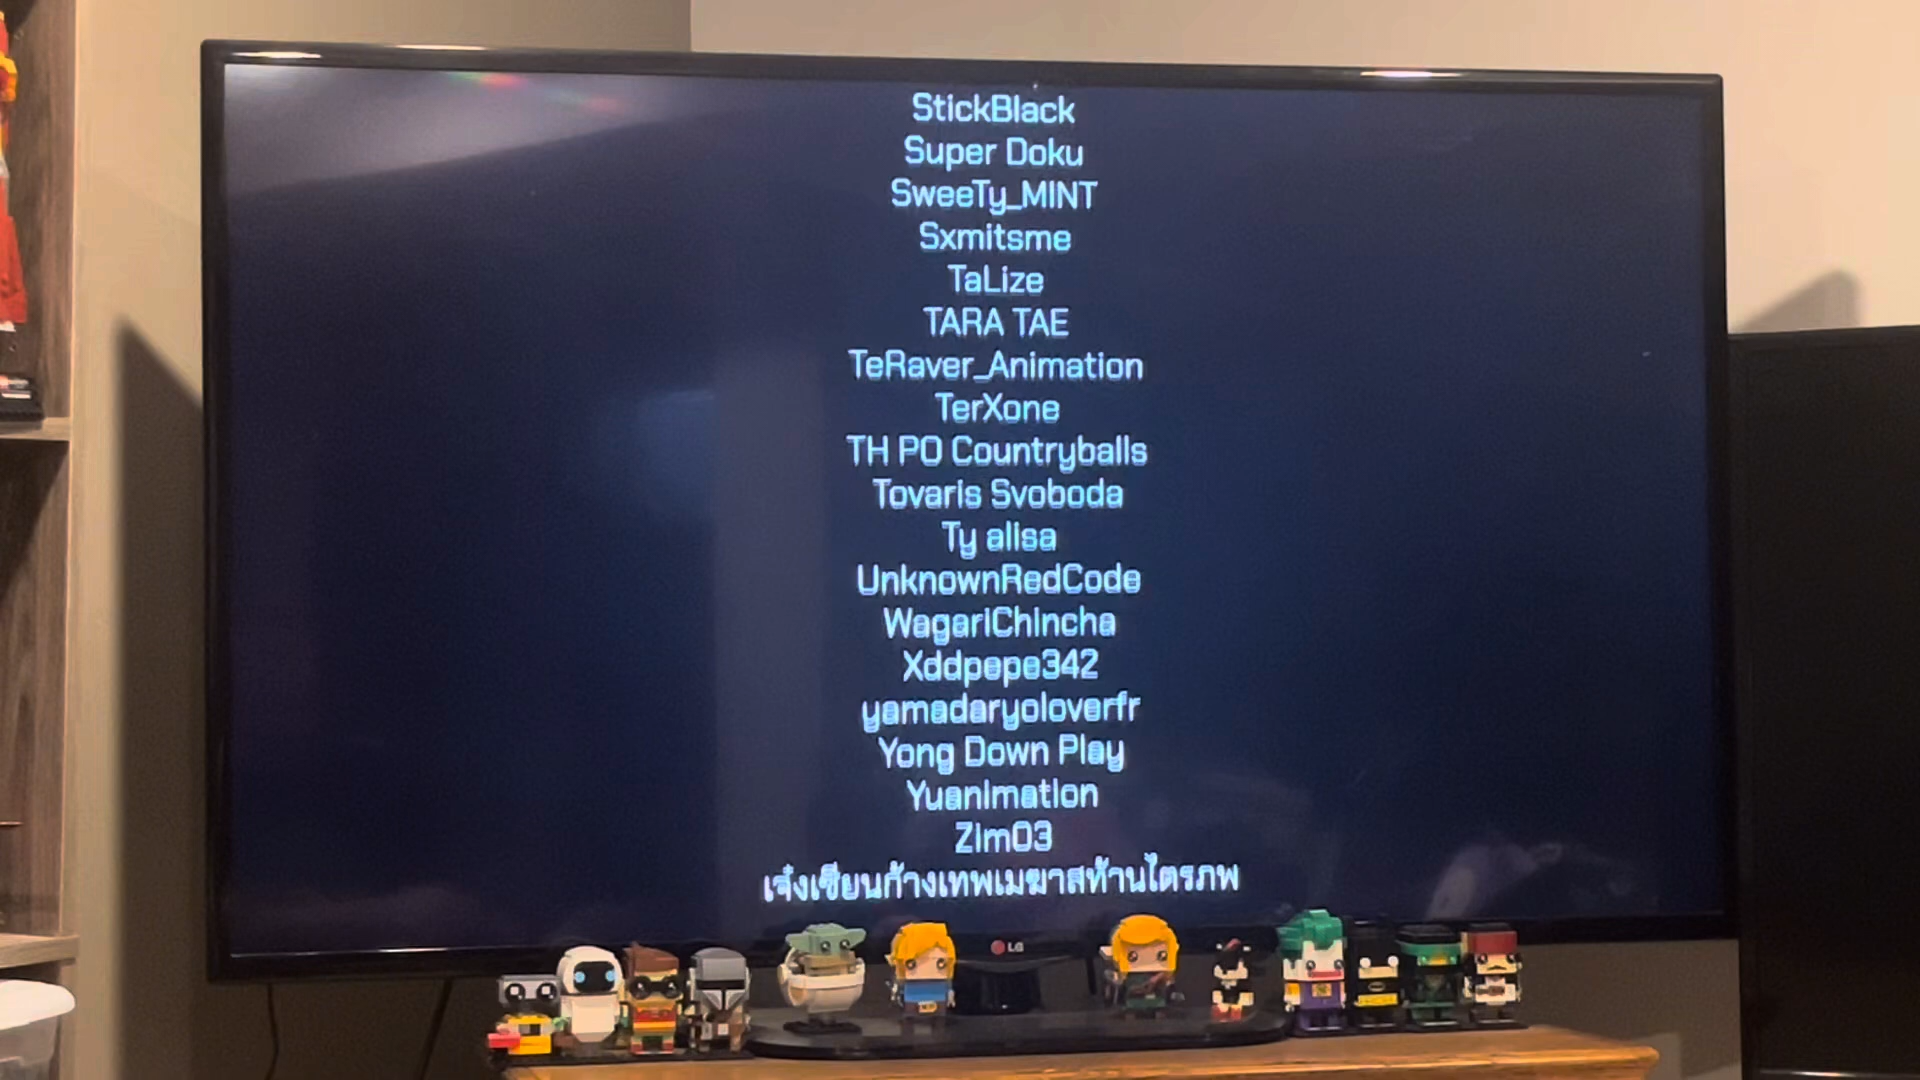 StickBlack
Super Doku
SweeTy_MINT
Sxmitsme
TaLize
TARA TAE
TeRaver_Animation
TerXone
TH PO Countryballs
Tovaris Svoboda
Ty alisa
UnknownRedCode
WagariChincha
Xddpepe342
yamadaryoloverfr
Yong Down Play
Yuanimation
Zim03
เจ๋งเซียนก้างเทพเมฆาสท้านไตรภพ
LG